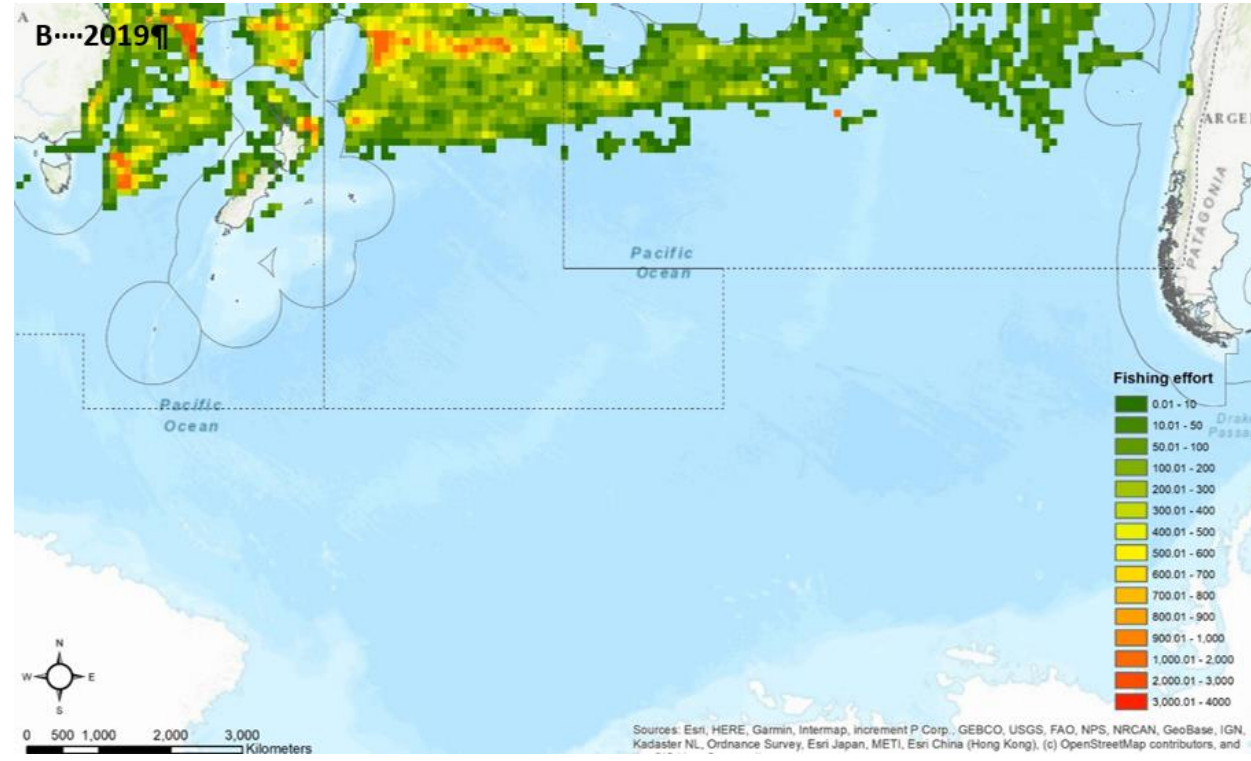 A
B····2019¶
ARGE
PATAGONIA
Pacific
Ocean
Pacific
Ocean
Fishing effort
0.01 - 10
10.01 - 50
50.01 - 100
100.01 - 200
200.01 - 300
300.01 - 400
400.01 - 500
500.01 - 600
600.01 - 700
700.01 - 800
800.01 - 900
900.01 - 1,000
1,000.01 - 2,000
2,000.01 - 3,000
3,000.01 - 4000
Drak
Passa
N
W E
S
0 500 1,000 2,000 3,000
Kilometers
Sources: Esri, HERE, Garmin, Intermap, increment P Corp., GEBCO, USGS, FAO, NPS, NRCAN, GeoBase, IGN,
Kadaster NL, Ordnance Survey, Esri Japan, METI, Esri China (Hong Kong), (c) OpenStreetMap contributors, and